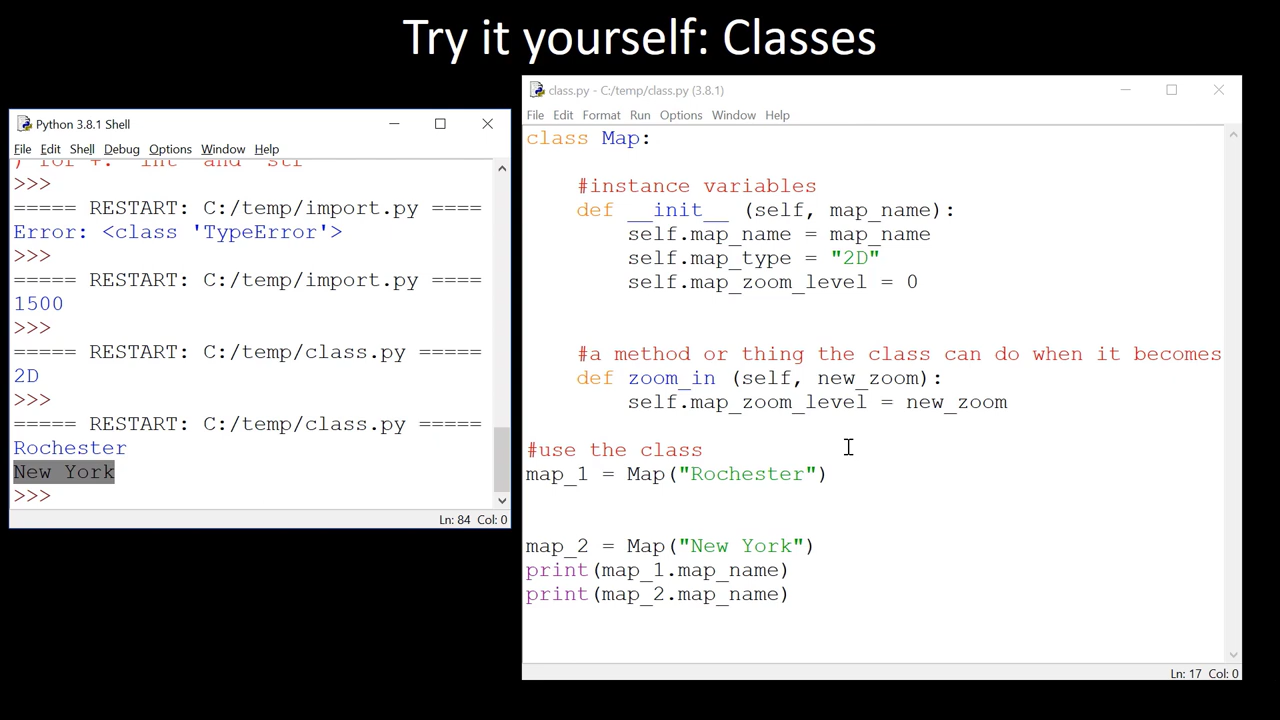 Try it yourself: Classes
Python 3.8.1 Shell
File Edit Shell Debug Options Window Help
) for +: 'int' and 'str'
>>>
===== RESTART: C:/temp/import.py ====
Error: <class 'TypeError'>
>>>
===== RESTART: C:/temp/import.py ====
1500
>>>
===== RESTART: C:/temp/class.py =====
2D
>>>
===== RESTART: C:/temp/class.py =====
Rochester
New York
>>>
Ln: 84 Col: 0
class.py - C:/temp/class.py (3.8.1)
File Edit Format Run Options Window Help
class Map:
#instance variables
def __init__ (self, map_name):
self.map_name = map_name
self.map_type = "2D"
self.map_zoom_level = 0
#a method or thing the class can do when it becomes
def zoom_in (self, new_zoom):
self.map_zoom_level = new_zoom
#use the class
map_1 = Map("Rochester")
map_2 = Map("New York")
print(map_1.map_name)
print(map_2.map_name)
Ln: 17 Col: 0